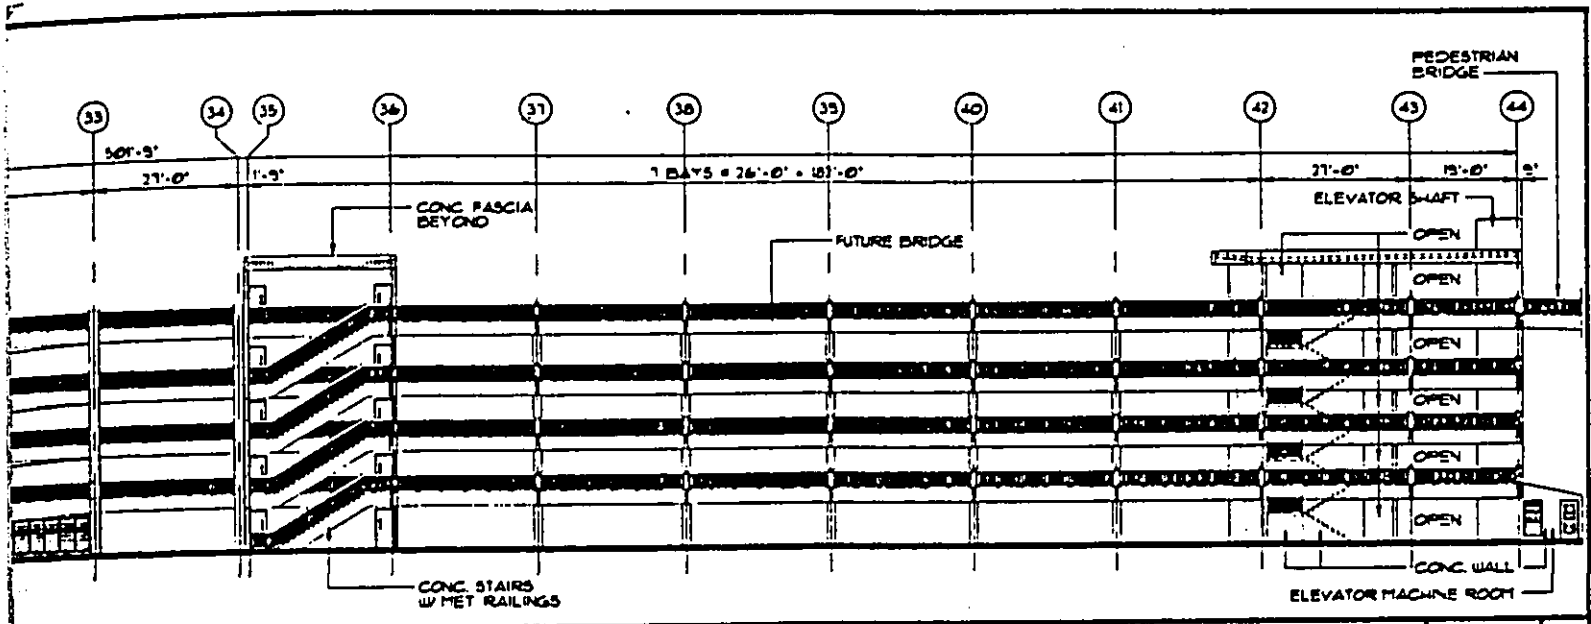 PEDESTRIAN
BRIDGE
33 34 35 36 37 38 39 40 41 42 43 44
501'-9"
27'-0" 1'-9" 7 BAYS @ 26'-0" = 182'-0" 27'-0" 19'-0" 9"
CONC FASCIA
BEYOND
ELEVATOR SHAFT
FUTURE BRIDGE
OPEN
OPEN
OPEN
OPEN
OPEN
OPEN
CONC. WALL
CONC. STAIRS
W/ MET RAILINGS
ELEVATOR MACHINE ROOM